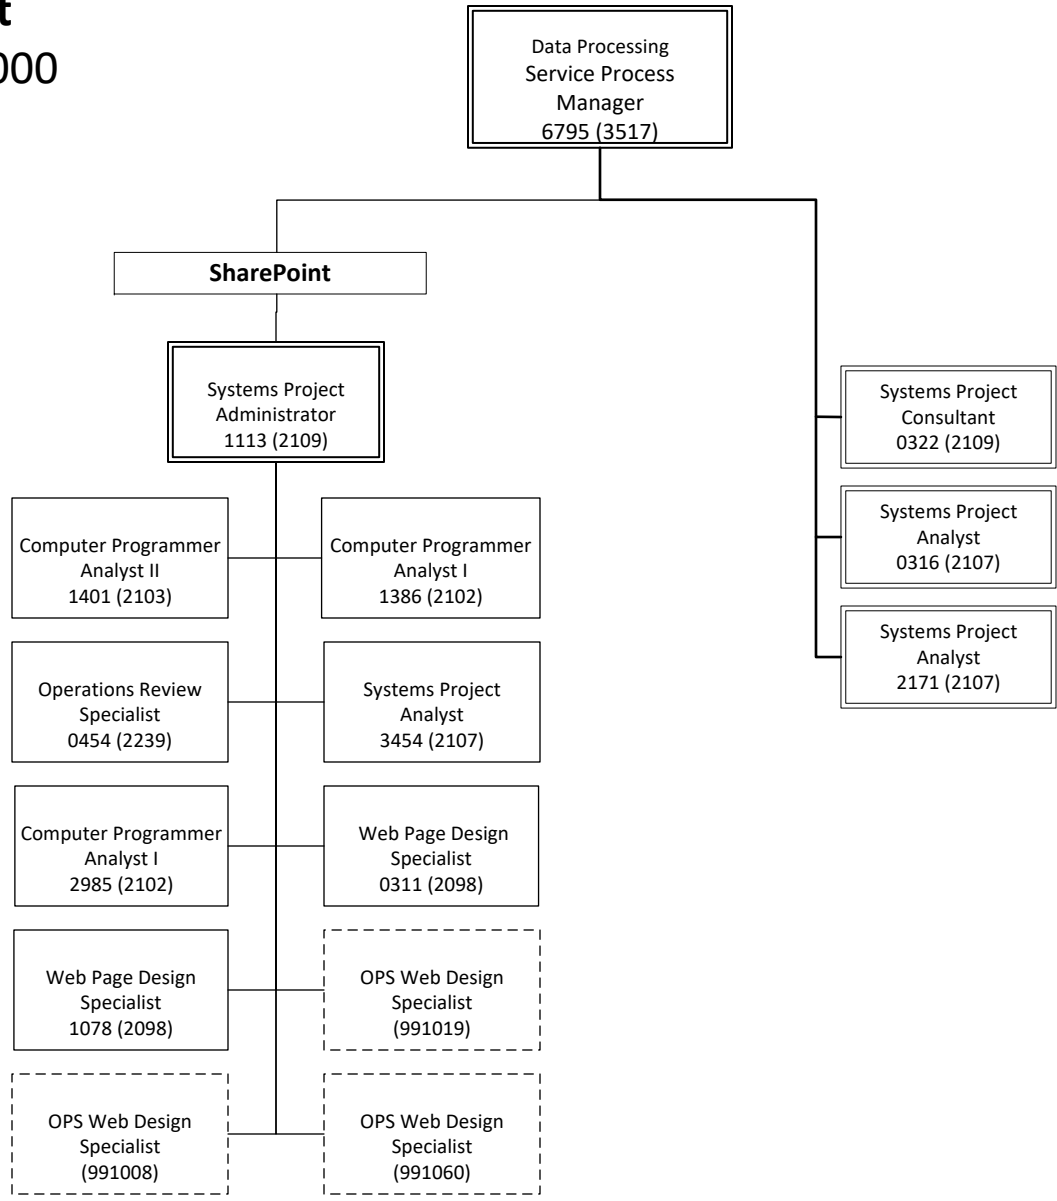 t
000
Data Processing
Service Process
Manager
6795 (3517)
SharePoint
Systems Project
Administrator
1113 (2109)
Systems Project
Consultant
0322 (2109)
Systems Project
Analyst
0316 (2107)
Systems Project
Analyst
2171 (2107)
Computer Programmer
Analyst II
1401 (2103)
Computer Programmer
Analyst I
1386 (2102)
Operations Review
Specialist
0454 (2239)
Systems Project
Analyst
3454 (2107)
Computer Programmer
Analyst I
2985 (2102)
Web Page Design
Specialist
0311 (2098)
Web Page Design
Specialist
1078 (2098)
OPS Web Design
Specialist
(991019)
OPS Web Design
Specialist
(991008)
OPS Web Design
Specialist
(991060)